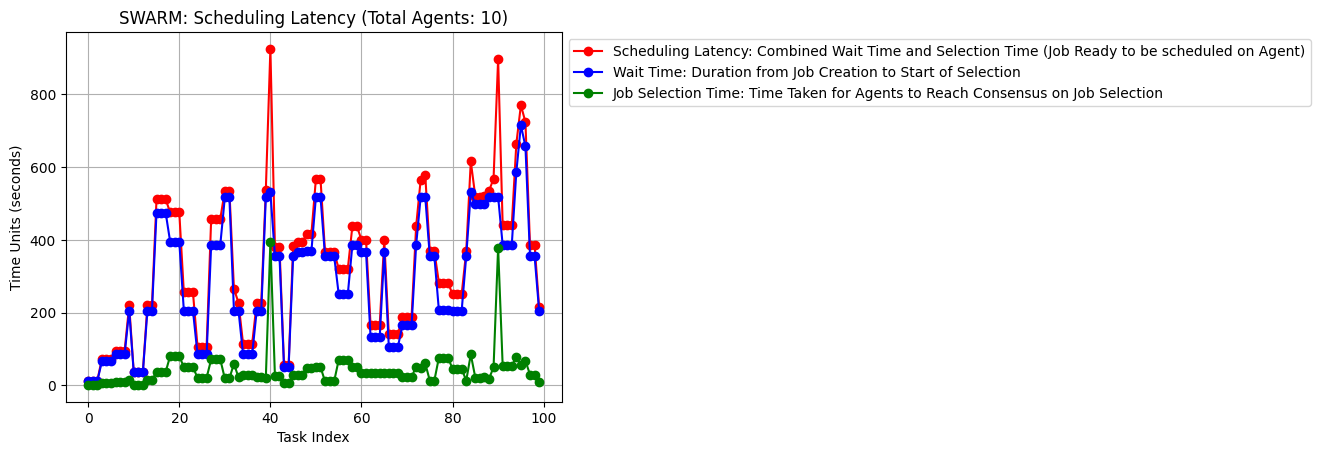 SWARM: Scheduling Latency (Total Agents: 10)
Scheduling Latency: Combined Wait Time and Selection Time (Job Ready to be scheduled on Agent)
Wait Time: Duration from Job Creation to Start of Selection
Job Selection Time: Time Taken for Agents to Reach Consensus on Job Selection
Time Units (seconds)
800
600
400
200
0
0 20 40 60 80 100
Task Index